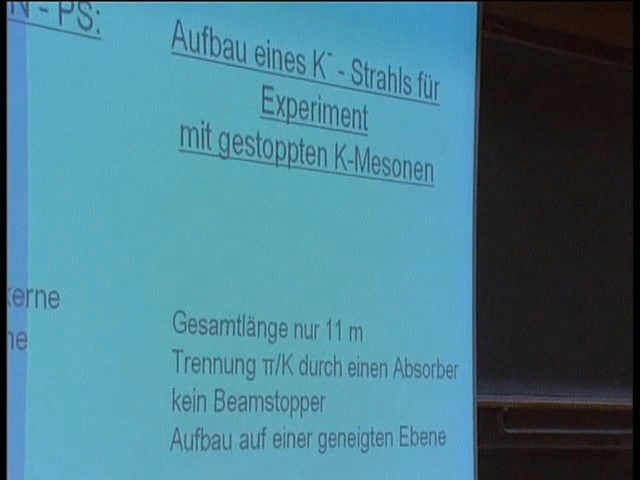 N - PS:
Aufbau eines K⁻ - Strahls für
Experiment
mit gestoppten K-Mesonen
kerne
Gesamtlänge nur 11 m
Trennung π/K durch einen Absorber
kein Beamstopper
Aufbau auf einer geneigten Ebene